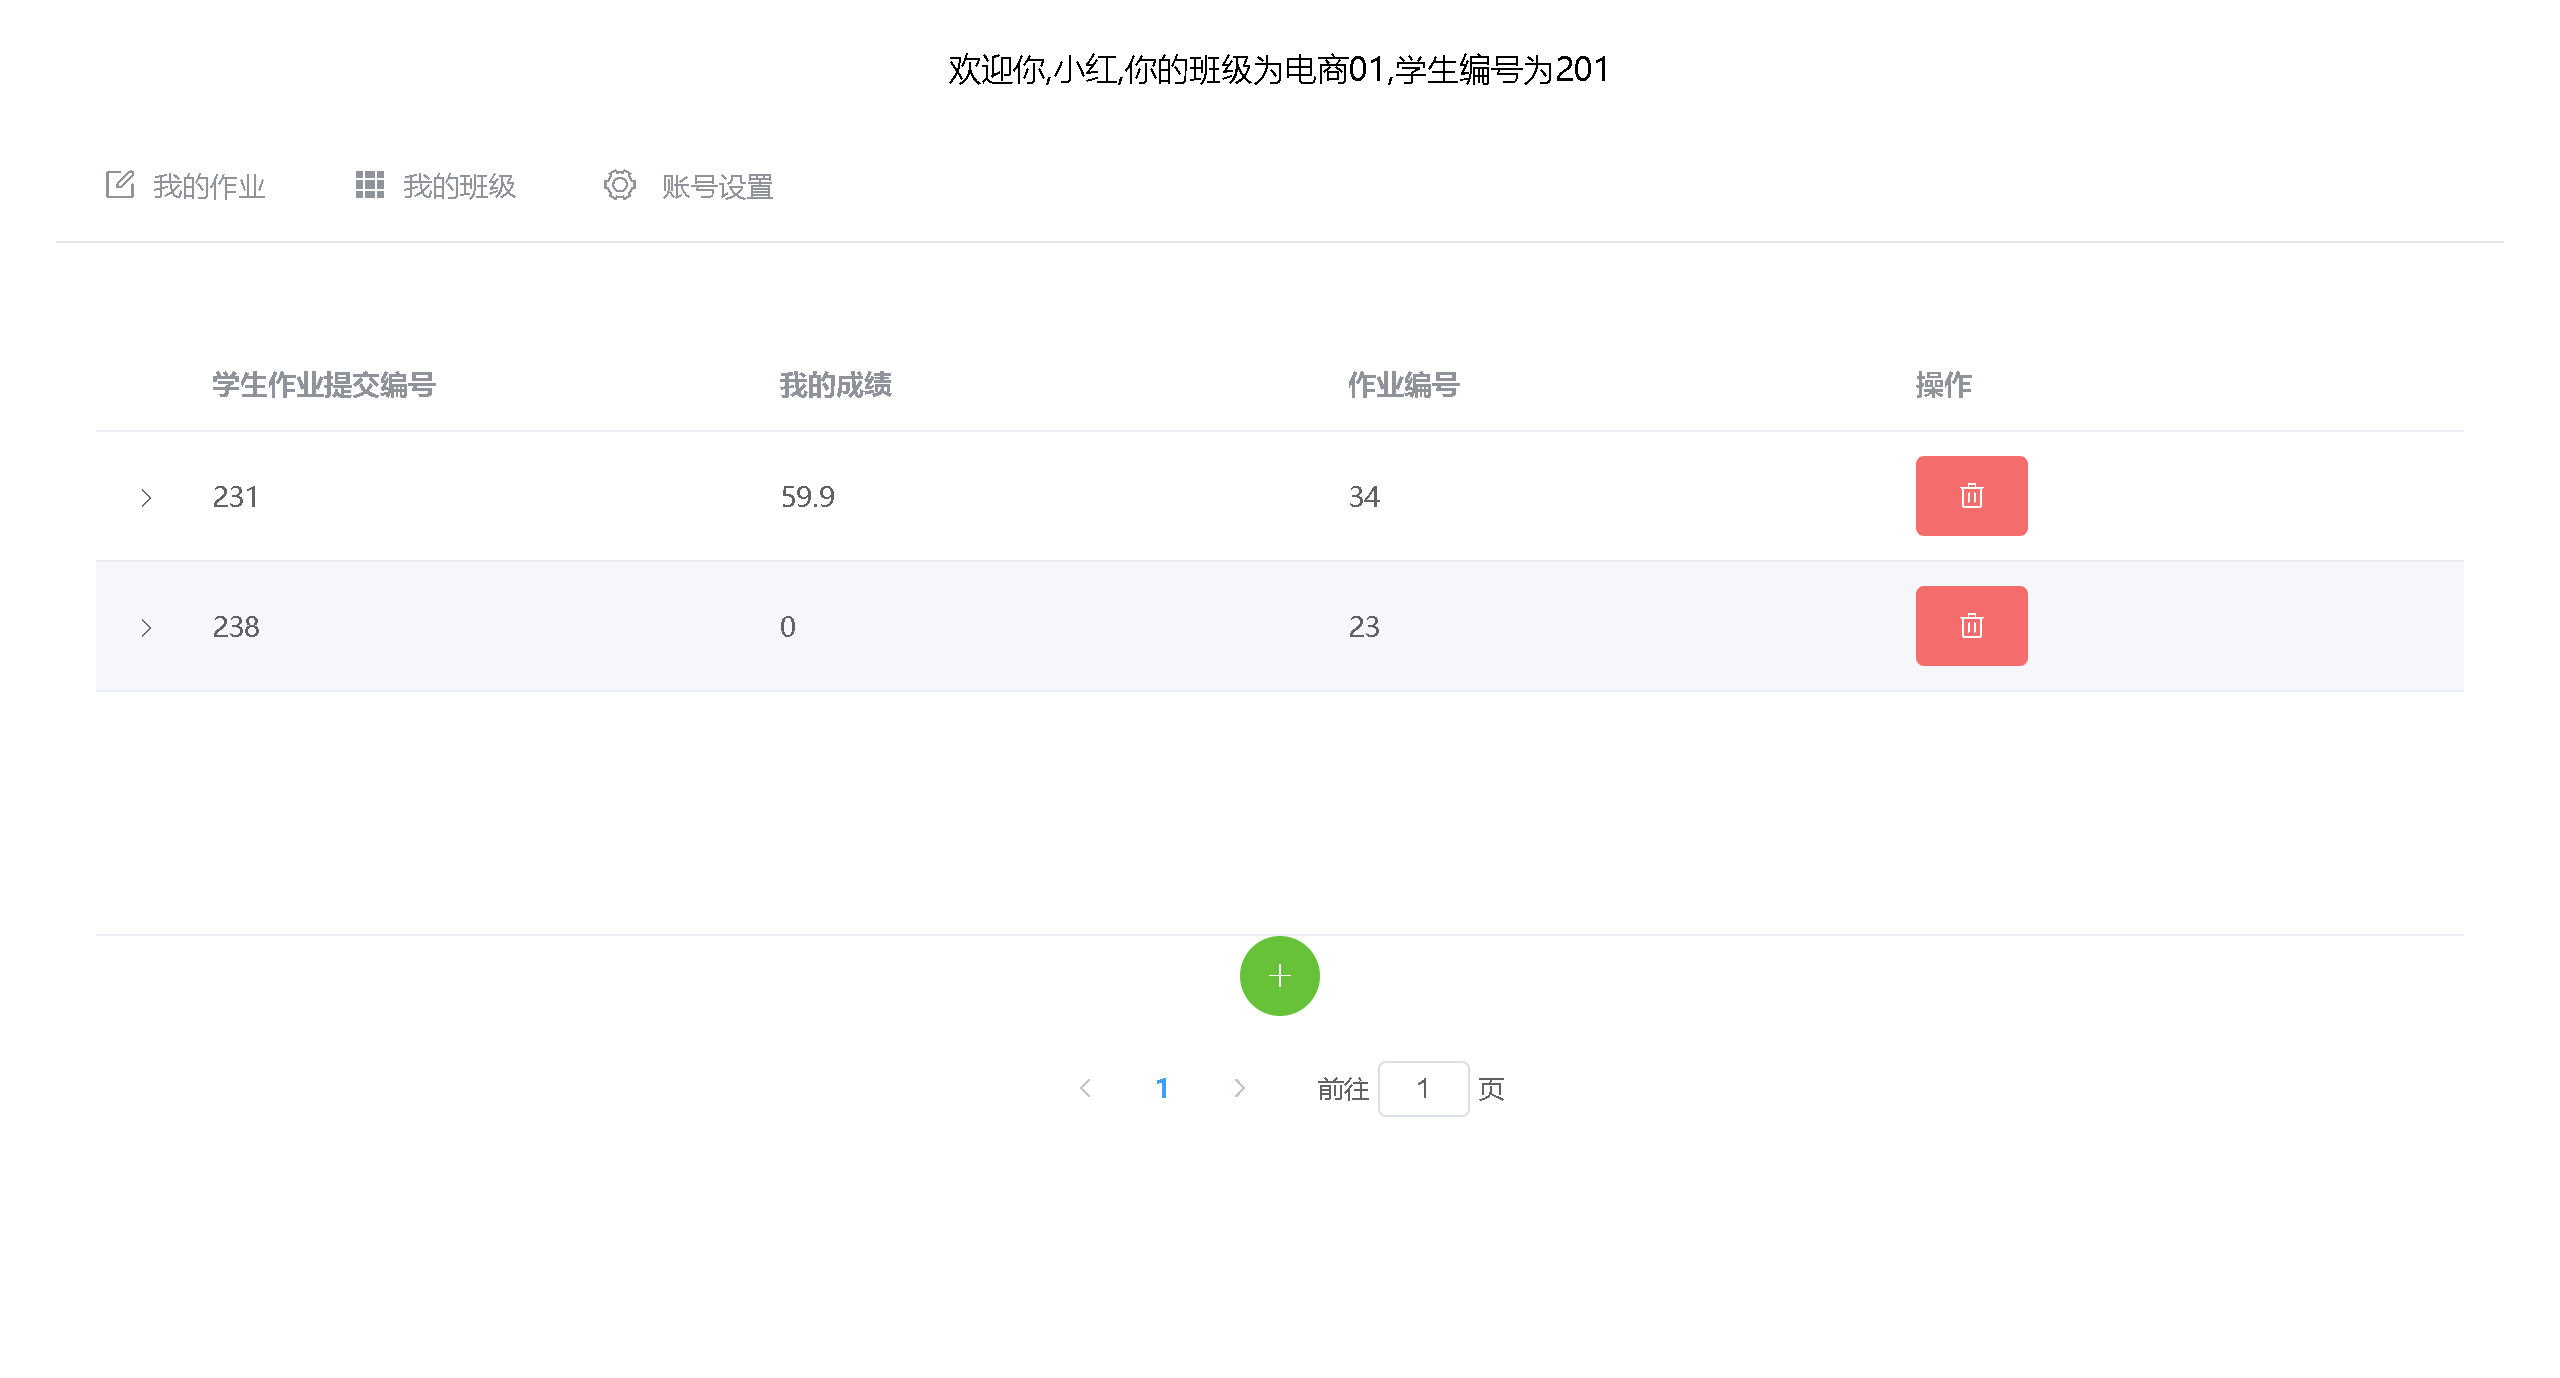 欢迎你,小红,你的班级为电商01,学生编号为201
我的作业 我的班级 账号设置
学生作业提交编号 我的成绩 作业编号 操作
231 59.9 34
238 0 23
1 前往 1 页